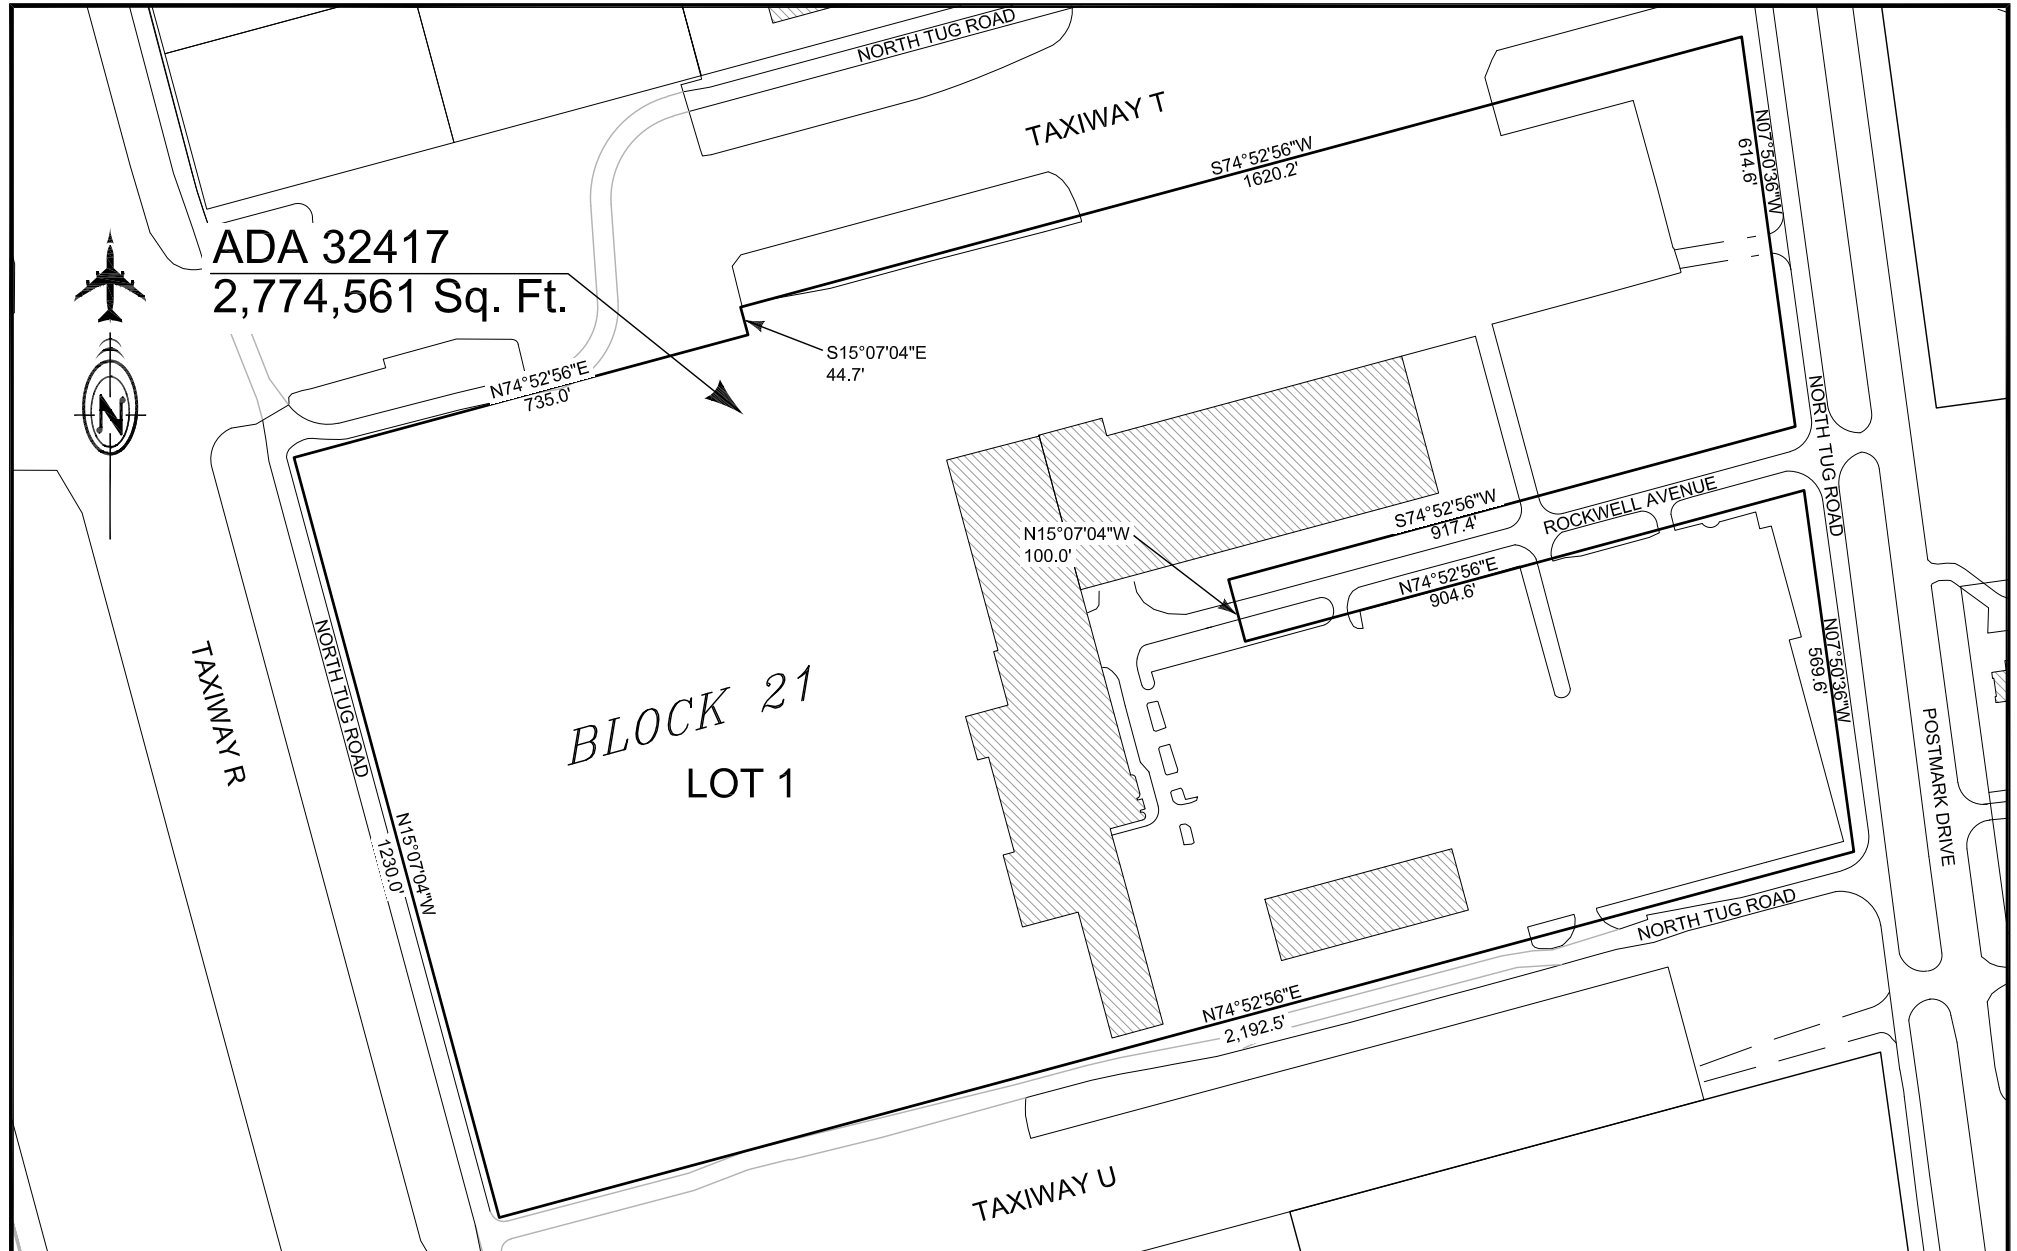 NORTH TUG ROAD
TAXIWAY T
S74°52'56"W
1620.2'
N07°50'36"W
614.6'
ADA 32417
2,774,561 Sq. Ft.
S15°07'04"E
44.7'
N74°52'56"E
735.0'
N
NORTH TUG ROAD
S74°52'56"W
917.4'
ROCKWELL AVENUE
N15°07'04"W
100.0'
N74°52'56"E
904.6'
N07°50'36"W
569.6'
TAXIWAY R
NORTH TUG ROAD
BLOCK 21
LOT 1
POSTMARK DRIVE
N15°07'04"W
1230.0'
NORTH TUG ROAD
N74°52'56"E
2,192.5'
TAXIWAY U